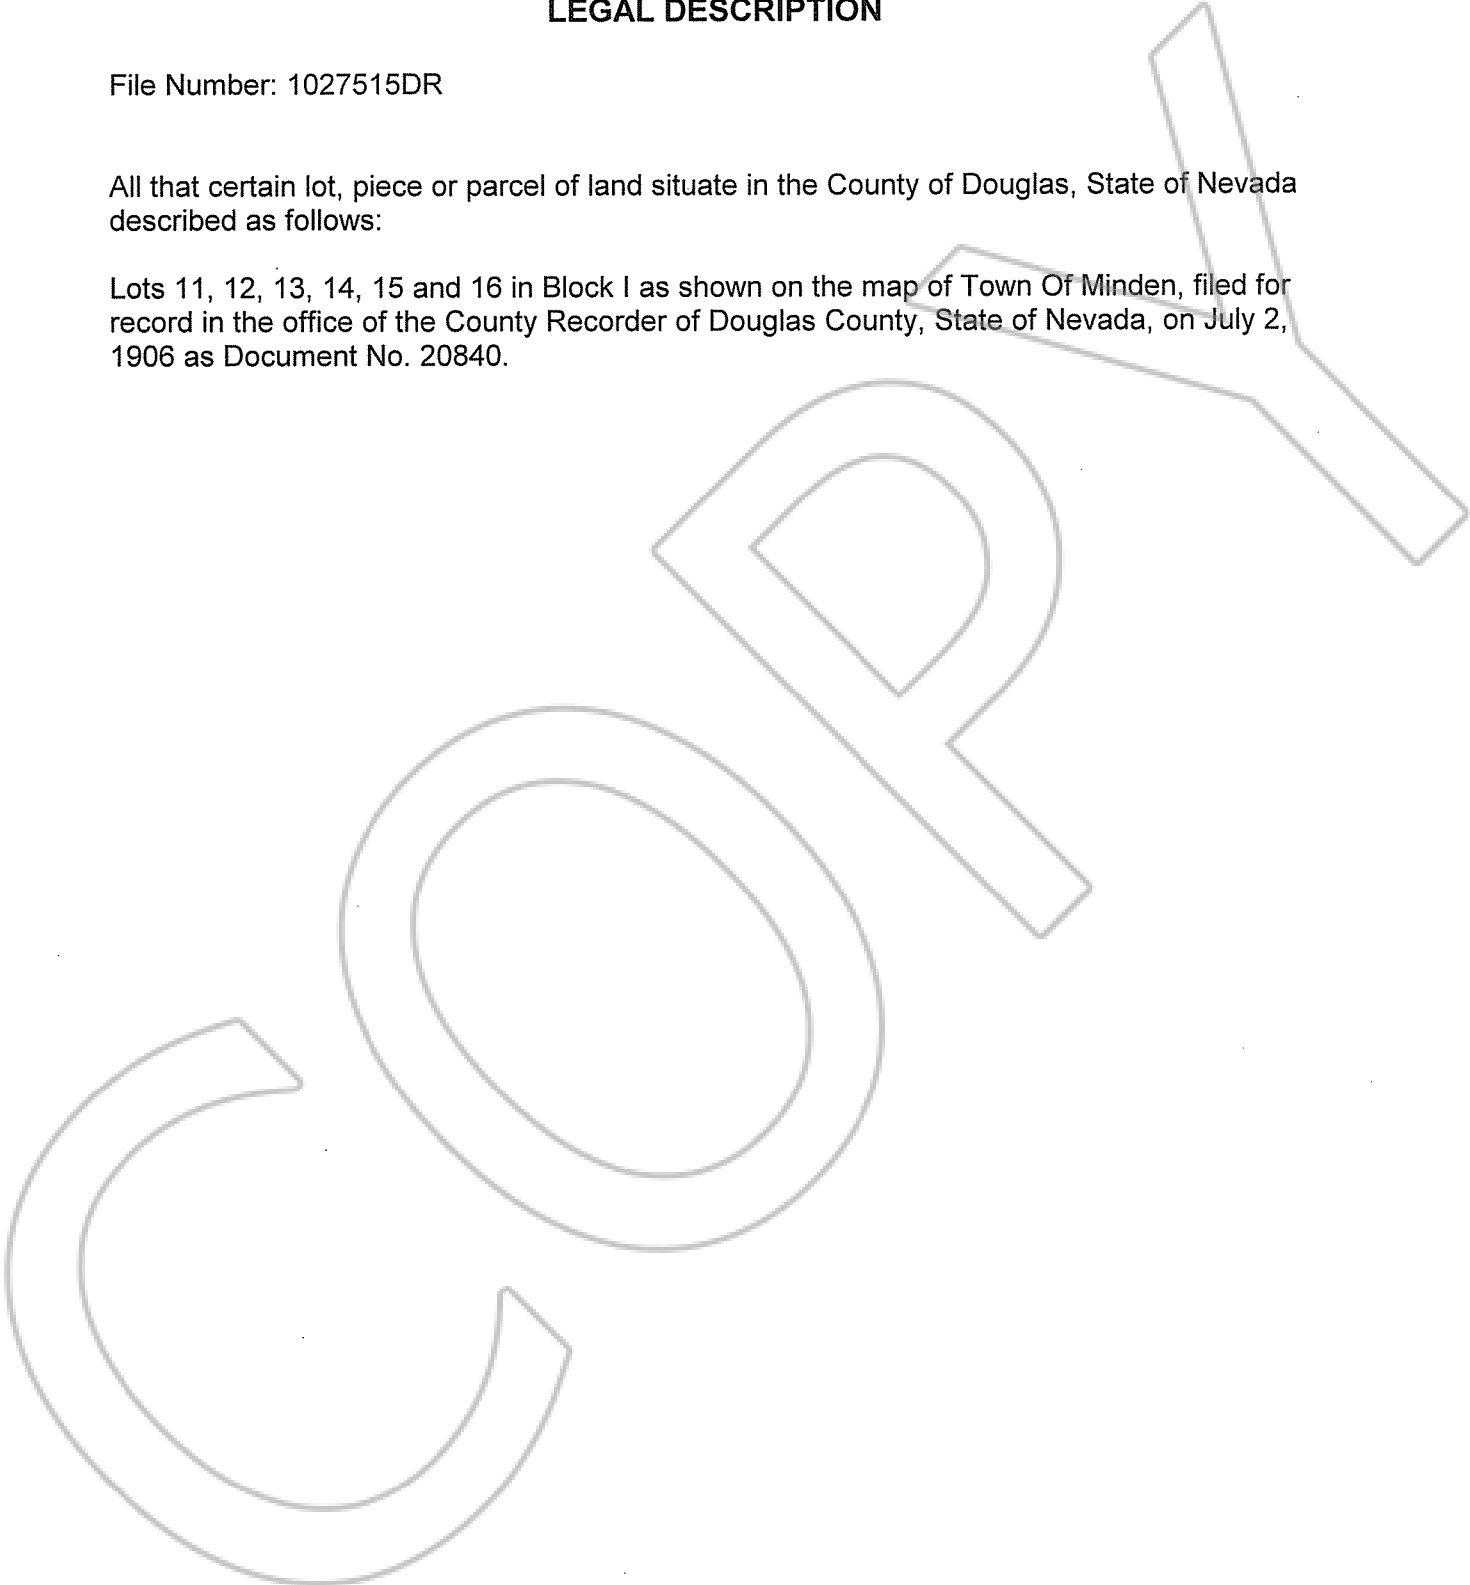 LEGAL DESCRIPTION
File Number: 1027515DR
All that certain lot, piece or parcel of land situate in the County of Douglas, State of Nevada
described as follows:
Lots 11, 12, 13, 14, 15 and 16 in Block I as shown on the map of Town Of Minden, filed for
record in the office of the County Recorder of Douglas County, State of Nevada, on July 2,
1906 as Document No. 20840.
COPY